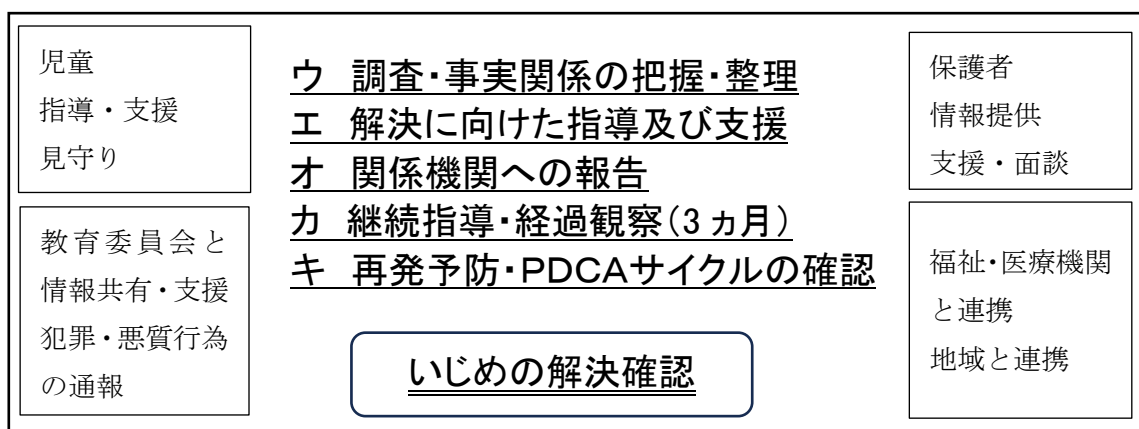 児童
指導・支援
見守り
教育委員会と
情報共有・支援
犯罪・悪質行為
の通報
ウ 調査・事実関係の把握・整理
エ 解決に向けた指導及び支援
オ 関係機関への報告
カ 継続指導・経過観察(3ヵ月)
キ 再発予防・PDCAサイクルの確認
いじめの解決確認
保護者
情報提供
支援・面談
福祉・医療機関
と連携
地域と連携